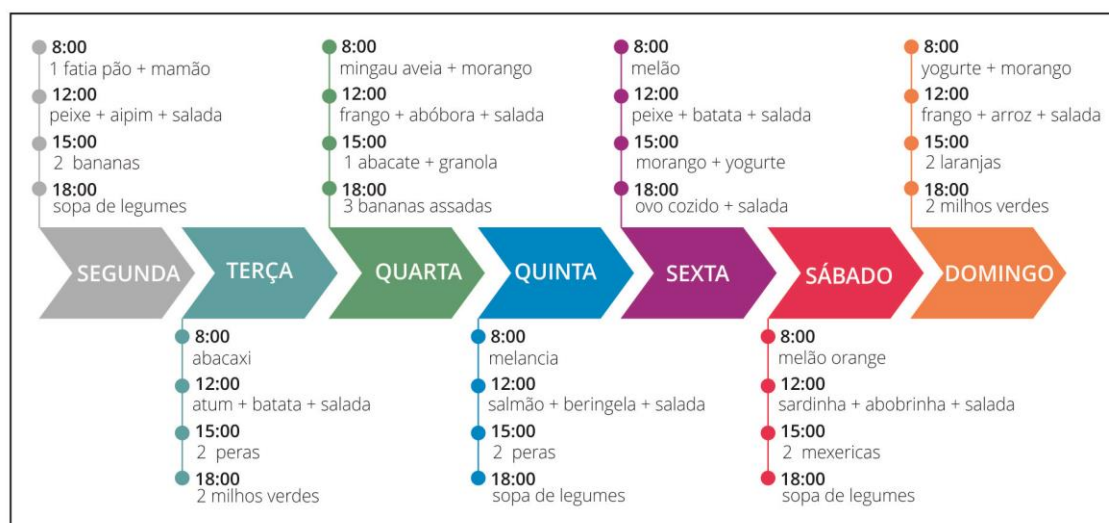 8:00
1 fatia pão + mamão
12:00
peixe + aipim + salada
15:00
2 bananas
18:00
sopa de legumes
8:00
mingau aveia + morango
12:00
frango + abóbora + salada
15:00
1 abacate + granola
18:00
3 bananas assadas
8:00
melão
12:00
peixe + batata + salada
15:00
morango + yogurte
18:00
ovo cozido + salada
8:00
yogurte + morango
12:00
frango + arroz + salada
15:00
2 laranjas
18:00
2 milhos verdes
SEGUNDA
TERÇA
QUARTA
QUINTA
SEXTA
SÁBADO
DOMINGO
8:00
abacaxi
12:00
atum + batata + salada
15:00
2 peras
18:00
2 milhos verdes
8:00
melancia
12:00
salmão + beringela + salada
15:00
2 peras
18:00
sopa de legumes
8:00
melão orange
12:00
sardinha + abobrinha + salada
15:00
2 mexericas
18:00
sopa de legumes